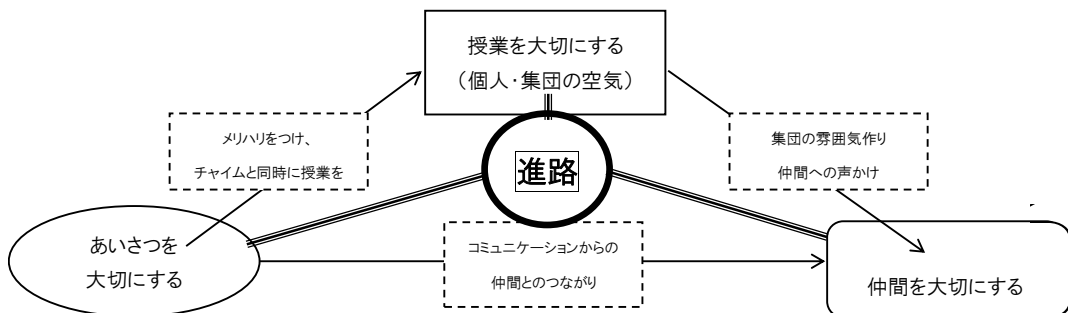 授業を大切にする
（個人・集団の空気）
メリハリをつけ、
チャイムと同時に授業を
集団の雰囲気作り
仲間への声かけ
進路
あいさつを
大切にする
コミュニケーションからの
仲間とのつながり
仲間を大切にする